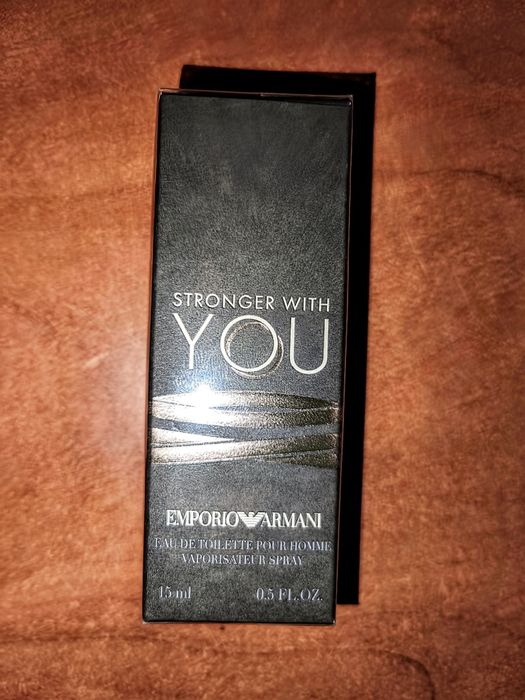 STRONGER WITH
YOU
EMPORIO ARMANI
EAU DE TOILETTE POUR HOMME
VAPORISATEUR SPRAY
15 ml 0.5 FL.OZ.